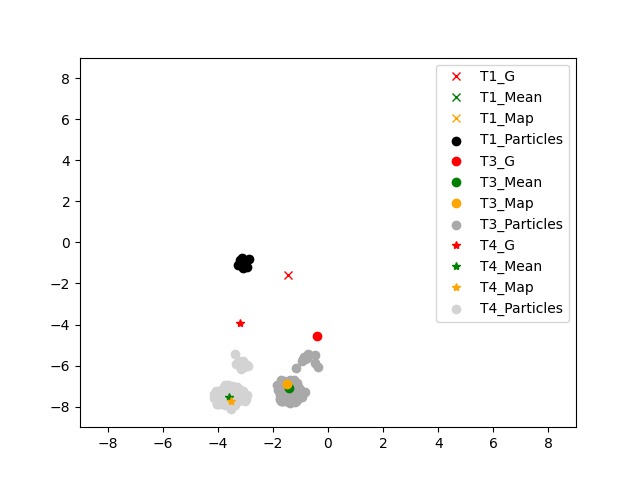 8
6
4
2
0
−2
−4
−6
−8
−8
−6
−4
−2
0
2
4
6
8
T1_G
T1_Mean
T1_Map
T1_Particles
T3_G
T3_Mean
T3_Map
T3_Particles
T4_G
T4_Mean
T4_Map
T4_Particles